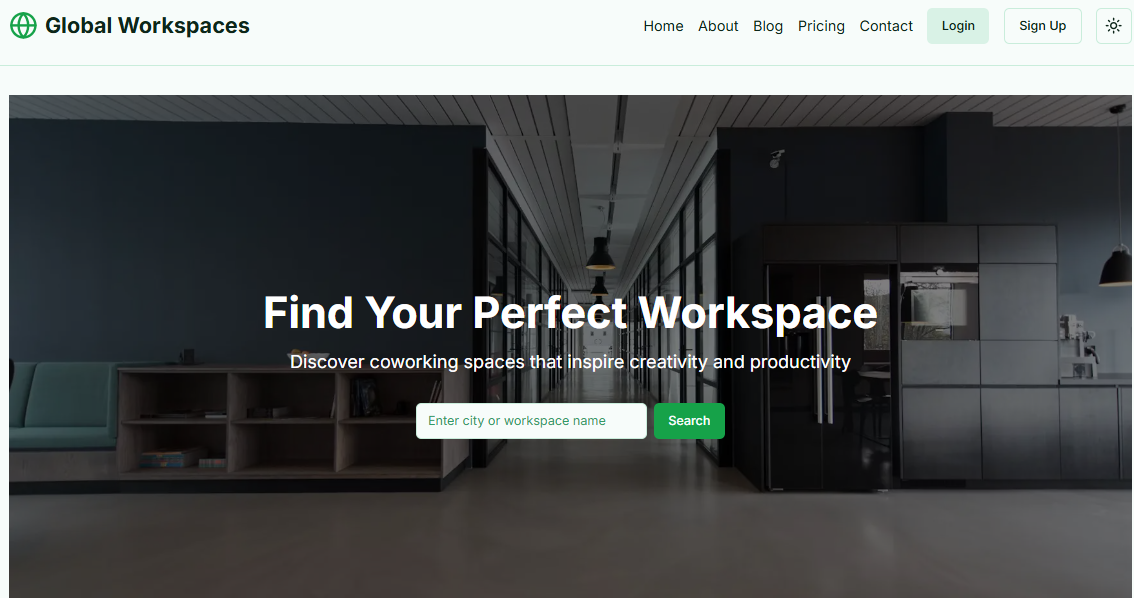 Global Workspaces
Home About Blog Pricing Contact Login Sign Up
Find Your Perfect Workspace
Discover coworking spaces that inspire creativity and productivity
Enter city or workspace name Search